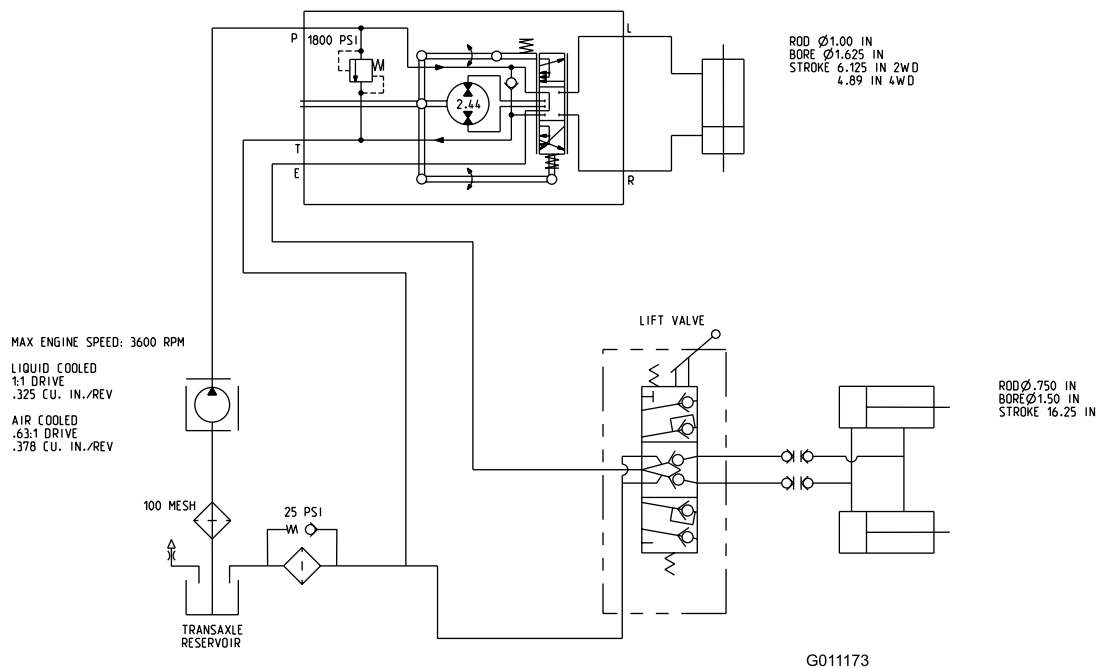 P
1800 PSI
L
2.44
T
E
R
ROD Ø1.00 IN
BORE Ø1.625 IN
STROKE 6.125 IN 2WD
4.89 IN 4WD
LIFT VALVE
MAX ENGINE SPEED: 3600 RPM
LIQUID COOLED
1:1 DRIVE
.325 CU. IN./REV
AIR COOLED
.63:1 DRIVE
.378 CU. IN./REV
RODØ.750 IN
BOREØ1.50 IN
STROKE 16.25 IN
100 MESH
25 PSI
TRANSAXLE
RESERVOIR
G011173